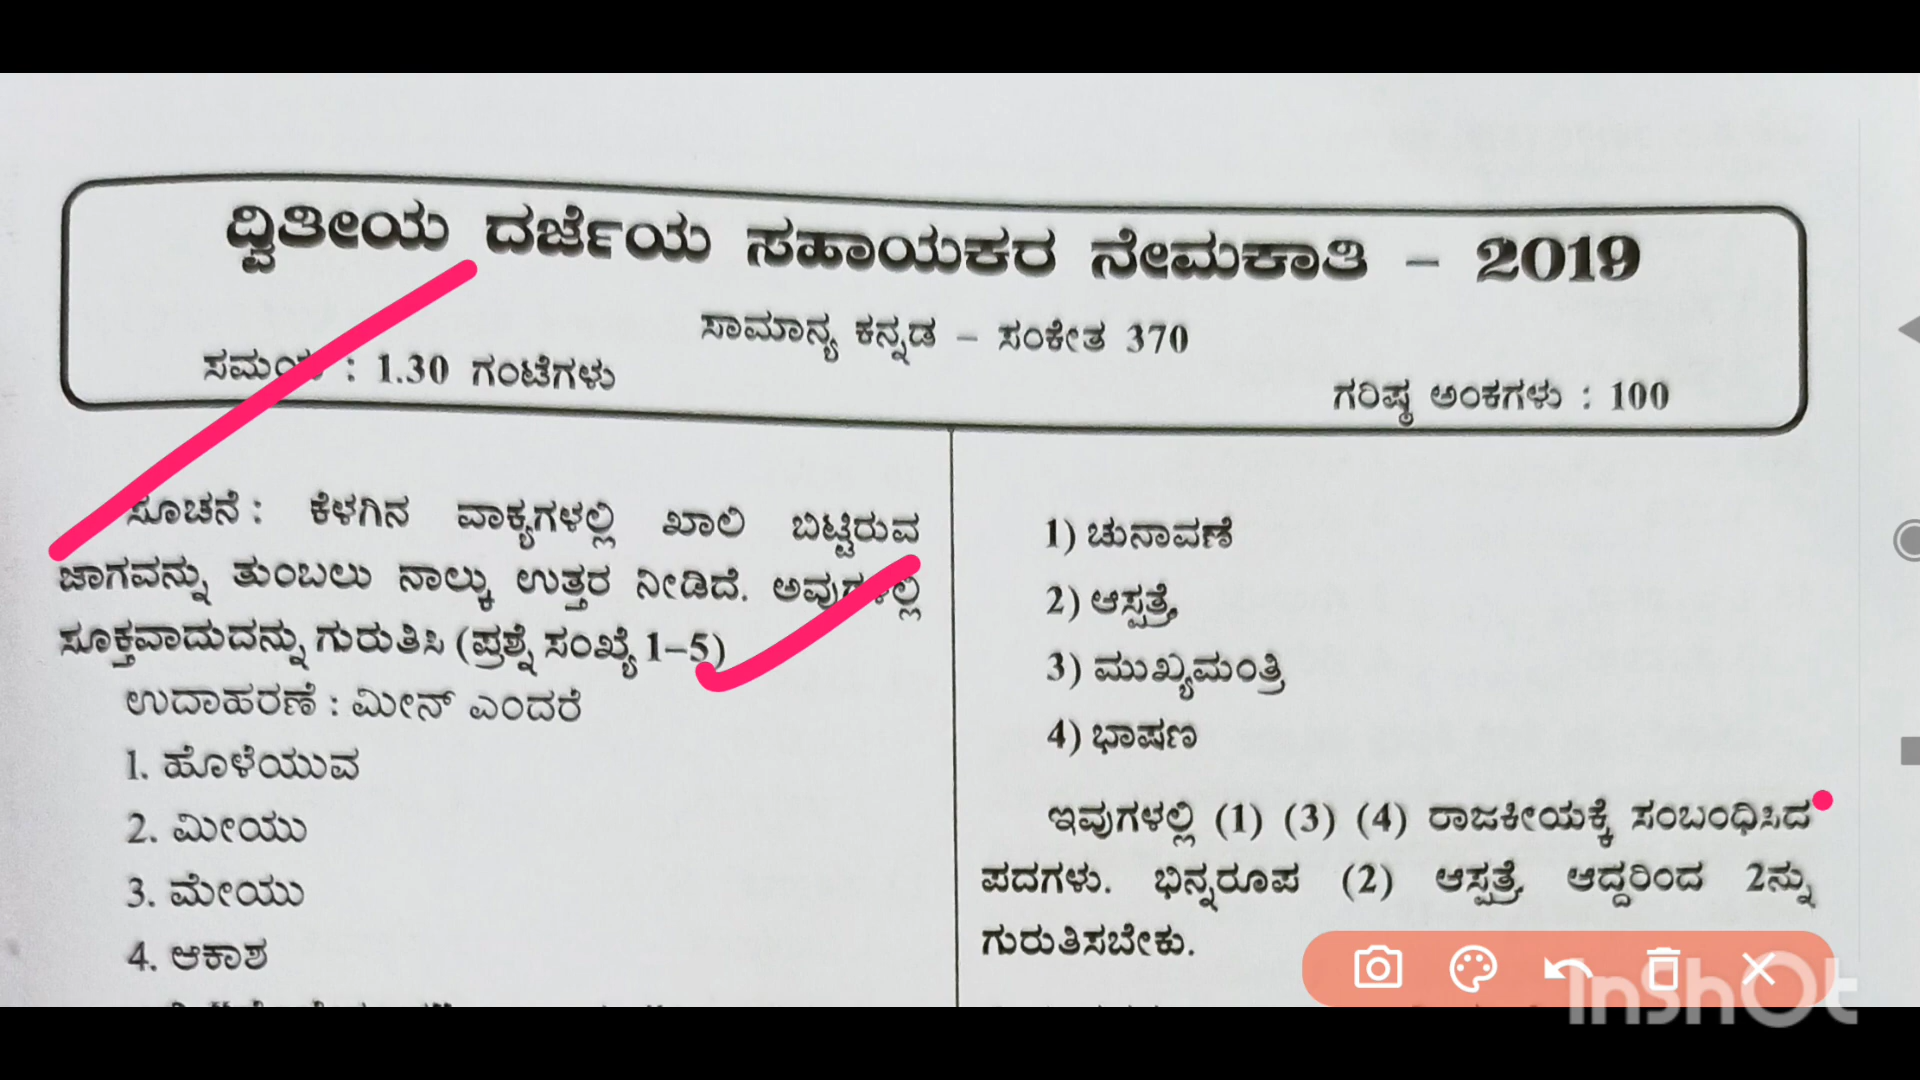 ದ್ವಿತೀಯ ದರ್ಜೆಯ ಸಹಾಯಕರ ನೇಮಕಾತಿ – 2019
ಸಾಮಾನ್ಯ ಕನ್ನಡ – ಸಂಕೇತ 370
ಸಮಯ : 1.30 ಗಂಟೆಗಳು
ಗರಿಷ್ಠ ಅಂಕಗಳು : 100
ಸೂಚನೆ : ಕೆಳಗಿನ ವಾಕ್ಯಗಳಲ್ಲಿ ಖಾಲಿ ಬಿಟ್ಟಿರುವ
ಜಾಗವನ್ನು ತುಂಬಲು ನಾಲ್ಕು ಉತ್ತರ ನೀಡಿದೆ. ಅವುಗಳಲ್ಲಿ
ಸೂಕ್ತವಾದುದನ್ನು ಗುರುತಿಸಿ (ಪ್ರಶ್ನೆ ಸಂಖ್ಯೆ 1–5)
ಉದಾಹರಣೆ : ಮೀನ್ ಎಂದರೆ
1. ಹೊಳೆಯುವ
2. ಮೀಯು
3. ಮೇಯು
4. ಆಕಾಶ
1) ಚುನಾವಣೆ
2) ಆಸ್ಪತ್ರೆ
3) ಮುಖ್ಯಮಂತ್ರಿ
4) ಭಾಷಣ
ಇವುಗಳಲ್ಲಿ (1) (3) (4) ರಾಜಕೀಯಕ್ಕೆ ಸಂಬಂಧಿಸಿದ
ಪದಗಳು. ಭಿನ್ನರೂಪ (2) ಆಸ್ಪತ್ರೆ ಆದ್ದರಿಂದ 2ನ್ನು
ಗುರುತಿಸಬೇಕು.
InShOt